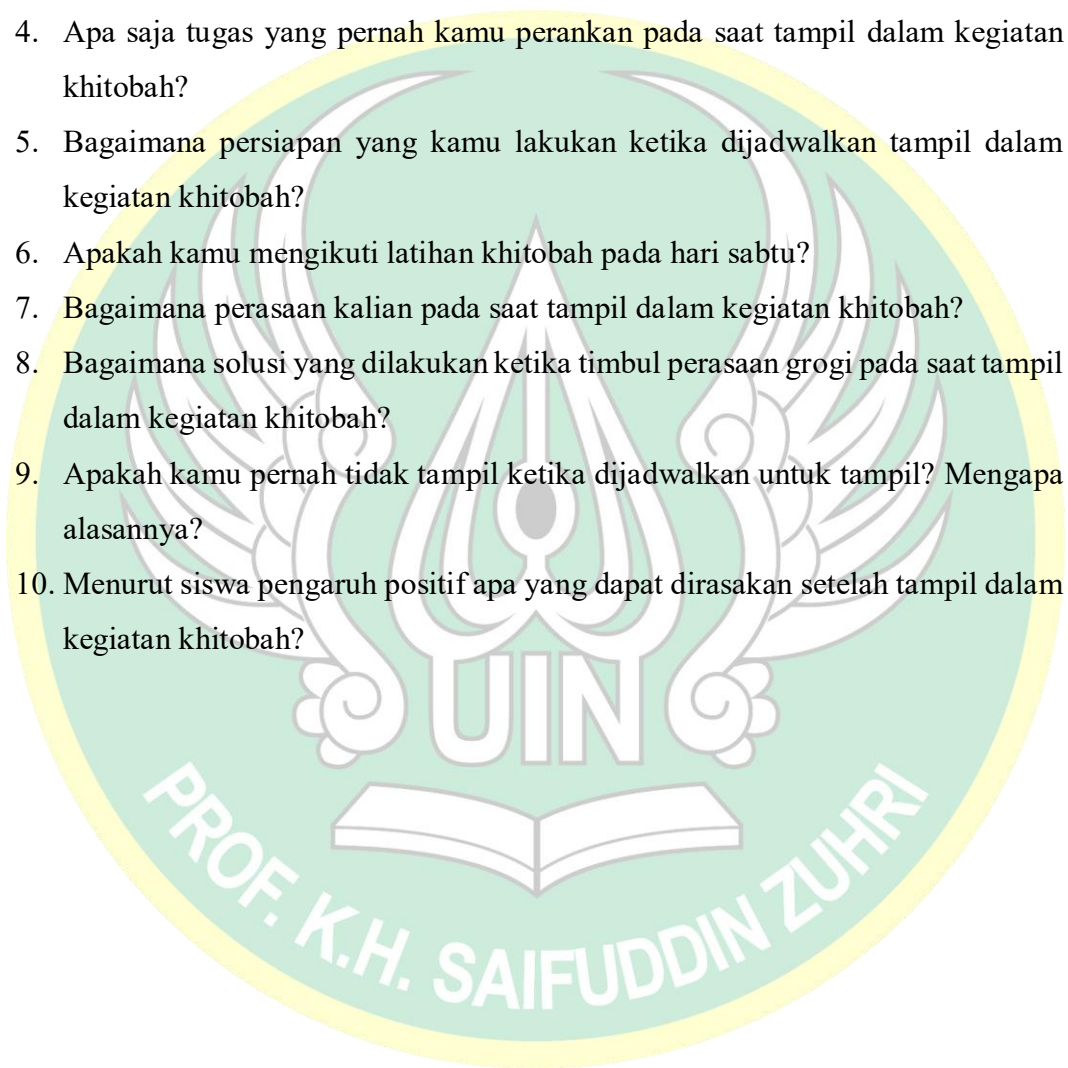 4. Apa saja tugas yang pernah kamu perankan pada saat tampil dalam kegiatan
khitobah?
5. Bagaimana persiapan yang kamu lakukan ketika dijadwalkan tampil dalam
kegiatan khitobah?
6. Apakah kamu mengikuti latihan khitobah pada hari sabtu?
7. Bagaimana perasaan kalian pada saat tampil dalam kegiatan khitobah?
8. Bagaimana solusi yang dilakukan ketika timbul perasaan grogi pada saat tampil
dalam kegiatan khitobah?
9. Apakah kamu pernah tidak tampil ketika dijadwalkan untuk tampil? Mengapa
alasannya?
10. Menurut siswa pengaruh positif apa yang dapat dirasakan setelah tampil dalam
kegiatan khitobah?
UIN
PROF. K.H. SAIFUDDIN ZUHRI